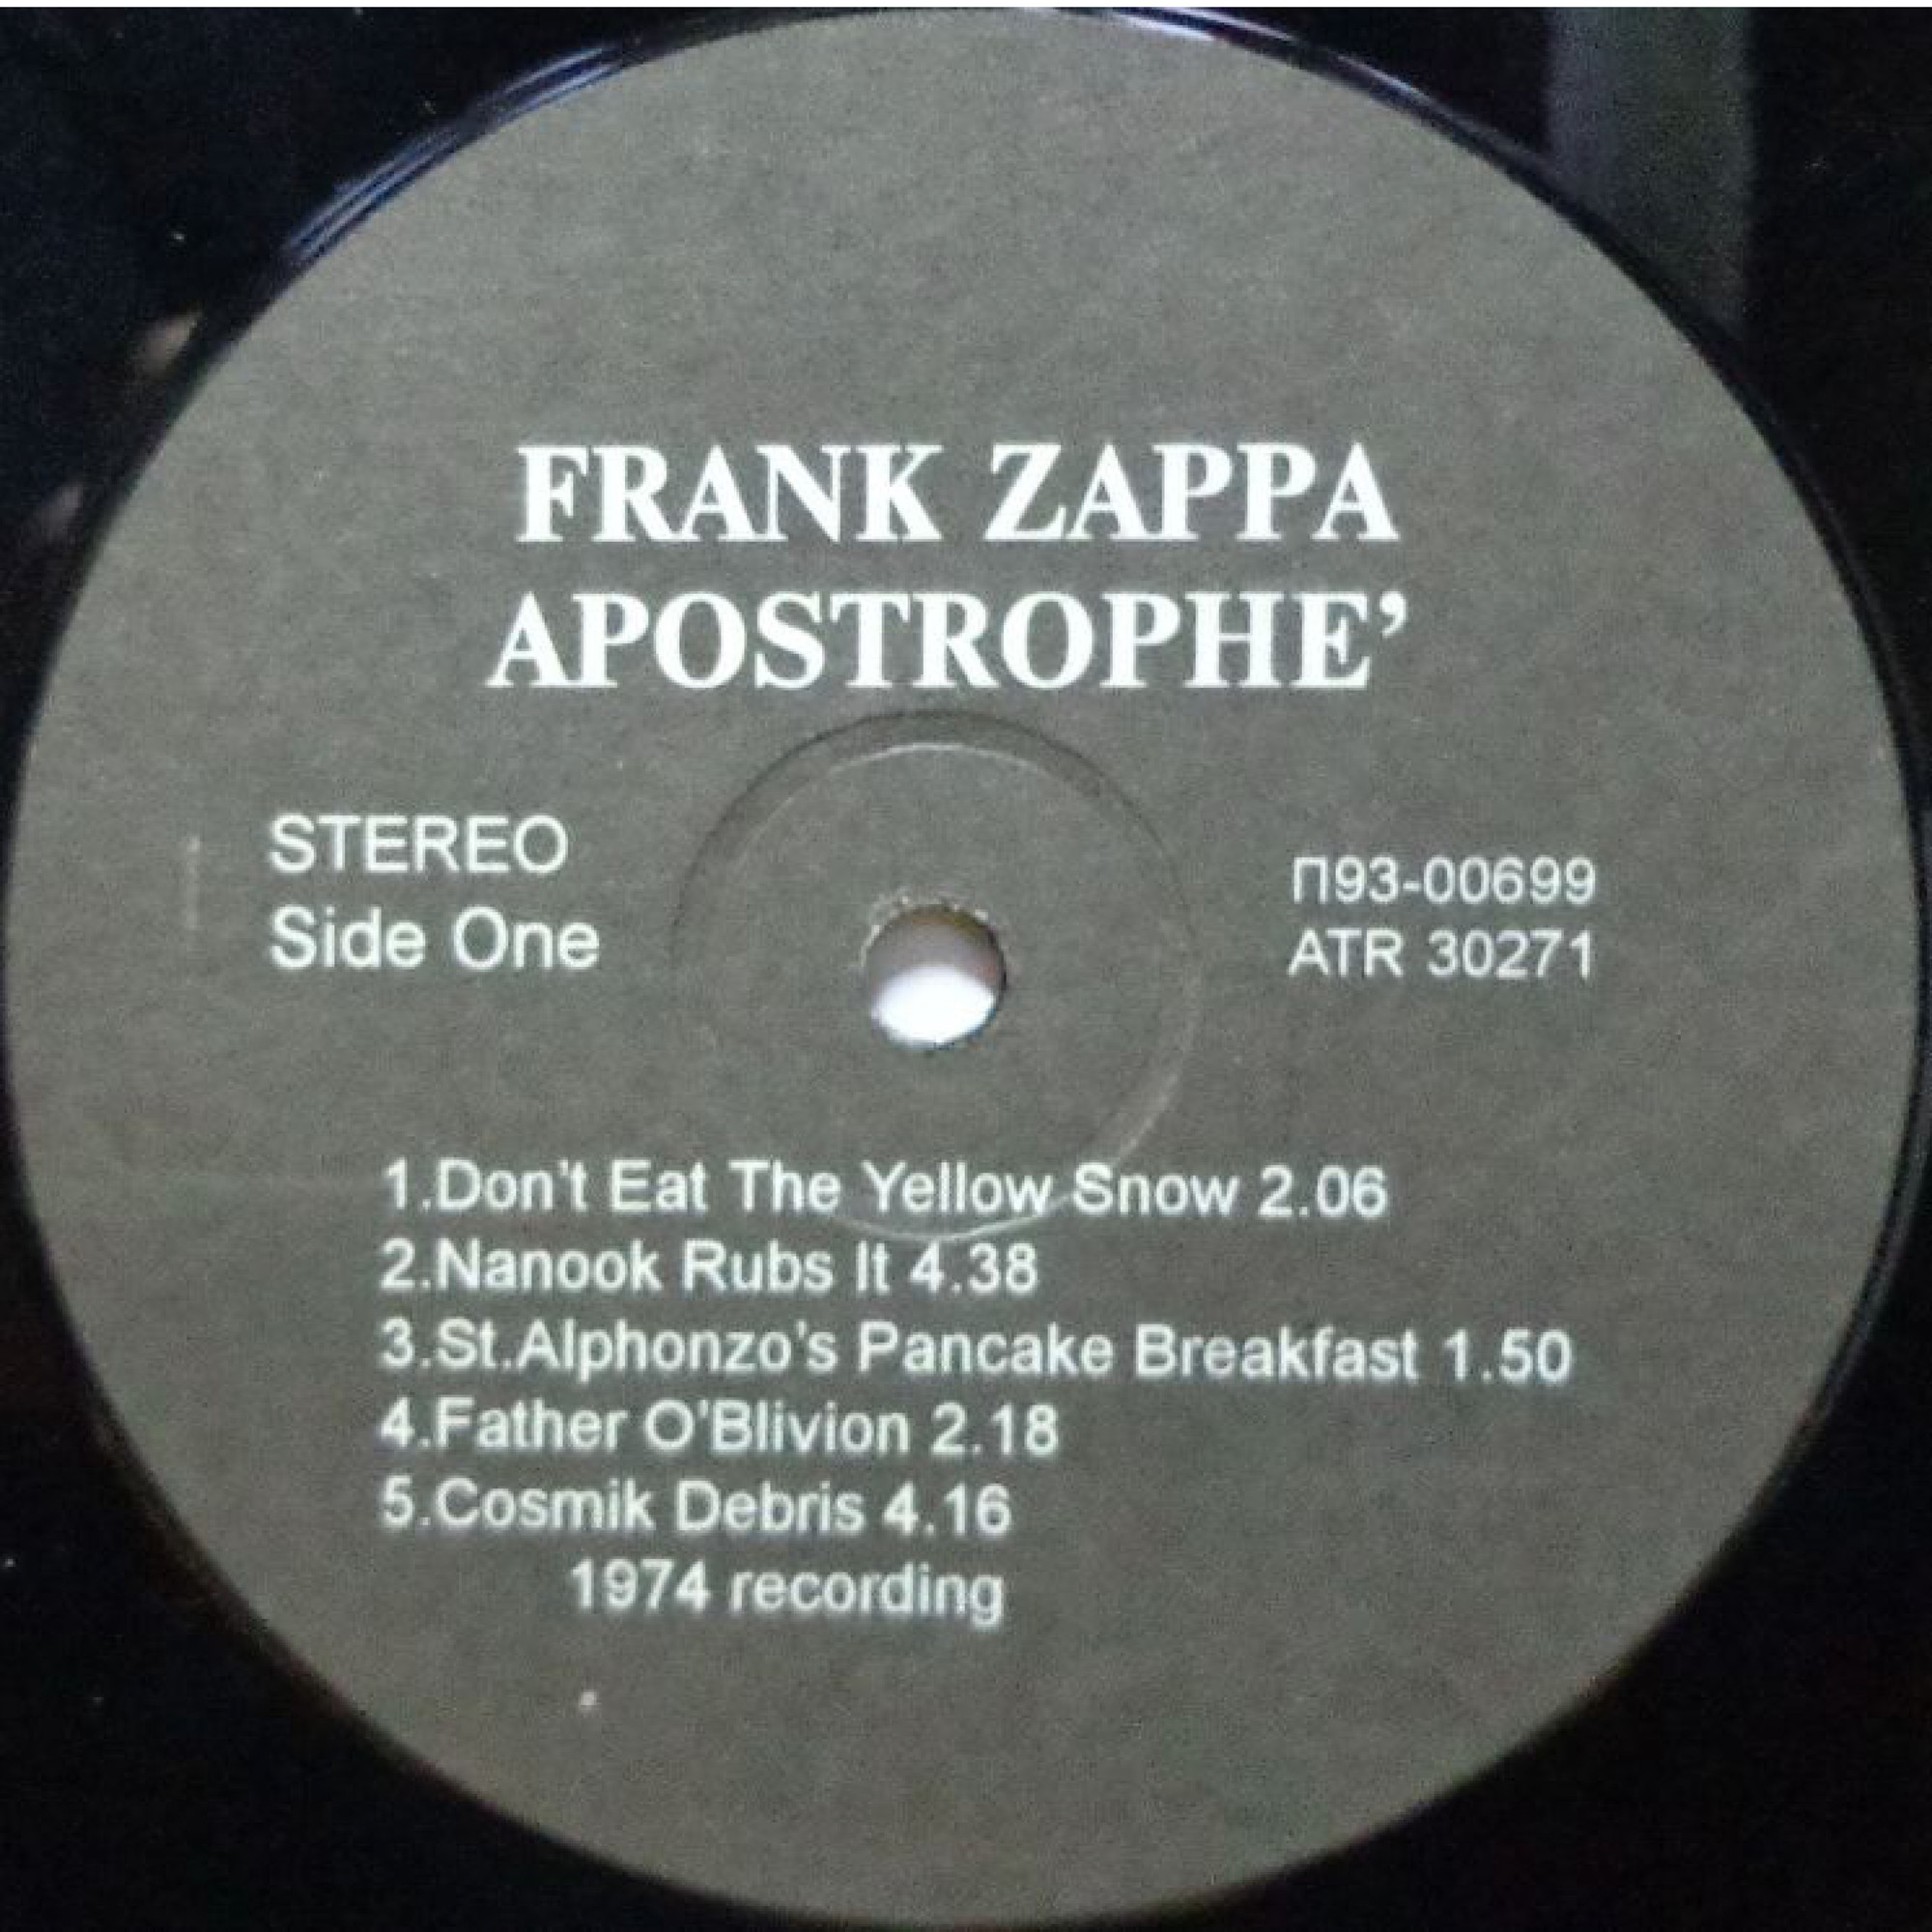 FRANK ZAPPA
APOSTROPHE’
STEREO
Side One
П93-00699
ATR 30271
1.Don't Eat The Yellow Snow 2.06
2.Nanook Rubs It 4.38
3.St.Alphonzo's Pancake Breakfast 1.50
4.Father O'Blivion 2.18
5.Cosmik Debris 4.16
1974 recording